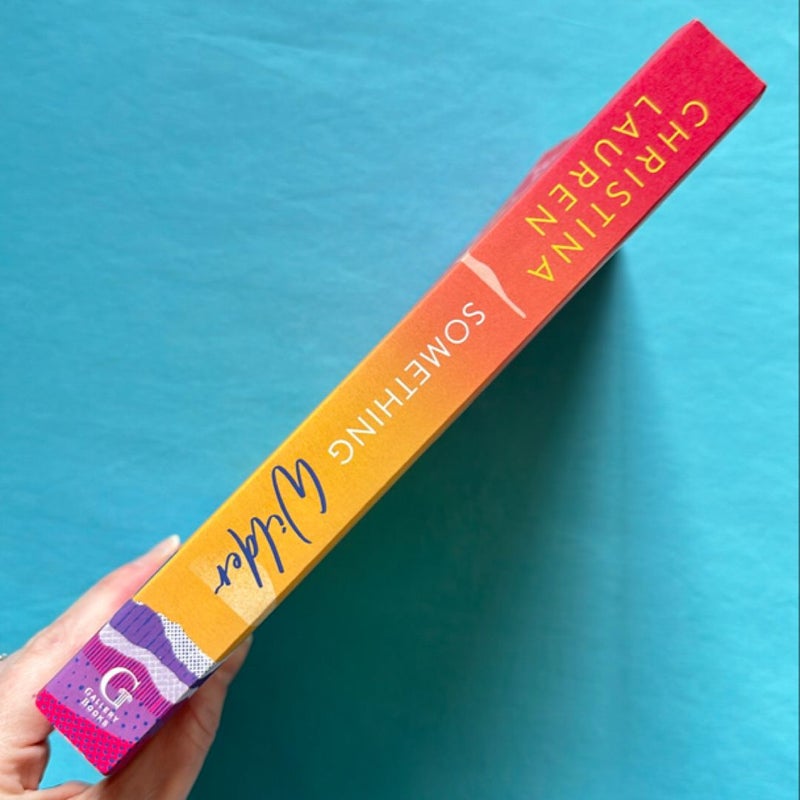 CHRISTINA
LAUREN
SOMETHING
Wilder
G
GALLERY
BOOKS